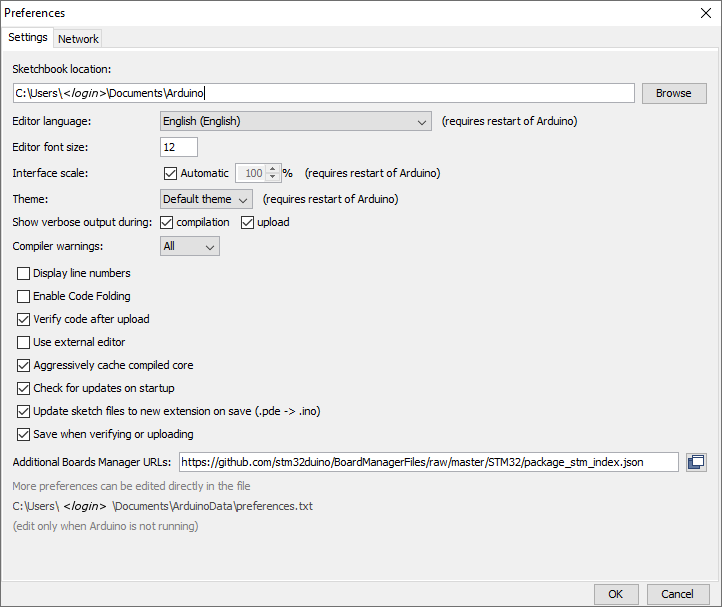 Preferences
Settings Network
Sketchbook location:
C:\Users\<login>\Documents\Arduino Browse
Editor language: English (English) (requires restart of Arduino)
Editor font size: 12
Interface scale: Automatic 100 % (requires restart of Arduino)
Theme: Default theme (requires restart of Arduino)
Show verbose output during: compilation upload
Compiler warnings: All
Display line numbers
Enable Code Folding
Verify code after upload
Use external editor
Aggressively cache compiled core
Check for updates on startup
Update sketch files to new extension on save (.pde -> .ino)
Save when verifying or uploading
Additional Boards Manager URLs: https://github.com/stm32duino/BoardManagerFiles/raw/master/STM32/package_stm_index.json
More preferences can be edited directly in the file
C:\Users\ <login> \Documents\ArduinoData\preferences.txt
(edit only when Arduino is not running)
OK Cancel